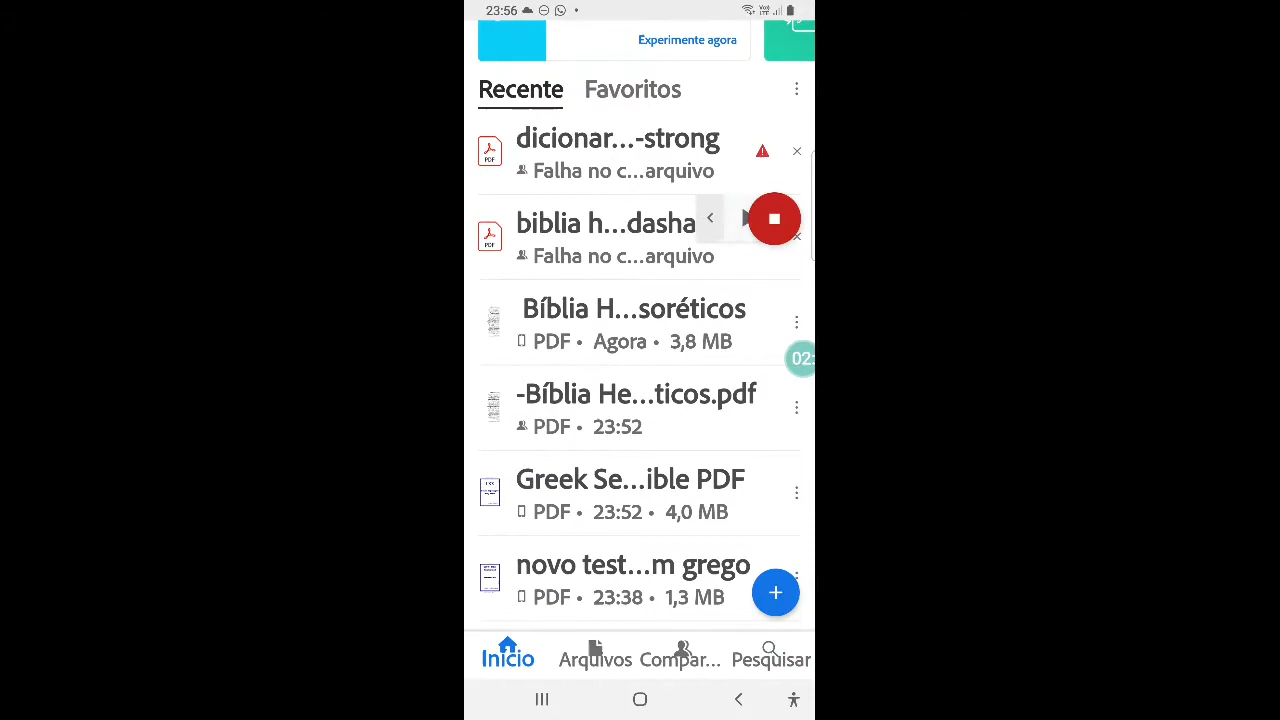 23:56
Experimente agora
Recente Favoritos
dicionar...-strong
Falha no c...arquivo
biblia h...dasha
Falha no c...arquivo
Bíblia H...soréticos
PDF • Agora • 3,8 MB
02:
-Bíblia He...ticos.pdf
PDF • 23:52
Greek Se...ible PDF
PDF • 23:52 • 4,0 MB
novo test...m grego
PDF • 23:38 • 1,3 MB
Início Arquivos Compar... Pesquisar